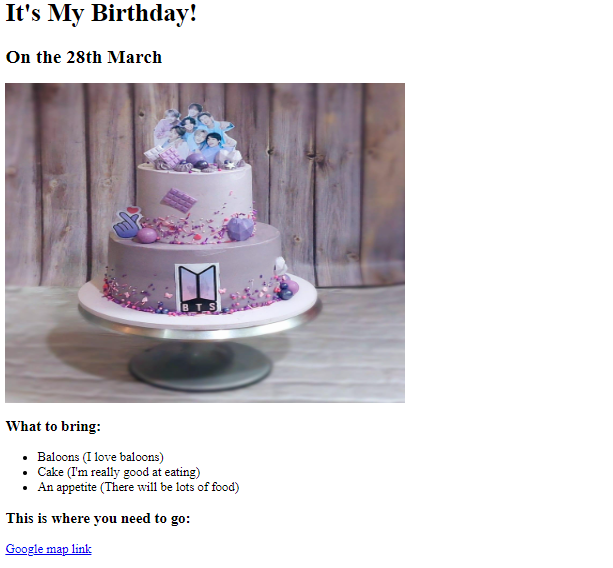 It's My Birthday!
On the 28th March
BTS
What to bring:
Baloons (I love baloons)
Cake (I'm really good at eating)
An appetite (There will be lots of food)
This is where you need to go:
Google map link